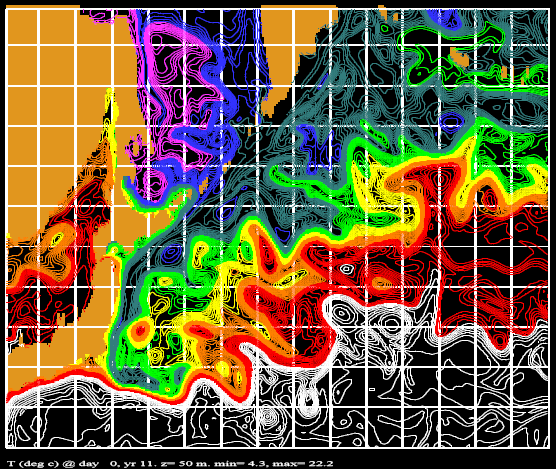 T (deg c) @ day 0, yr 11. z= 50 m. min= 4.3, max= 22.2